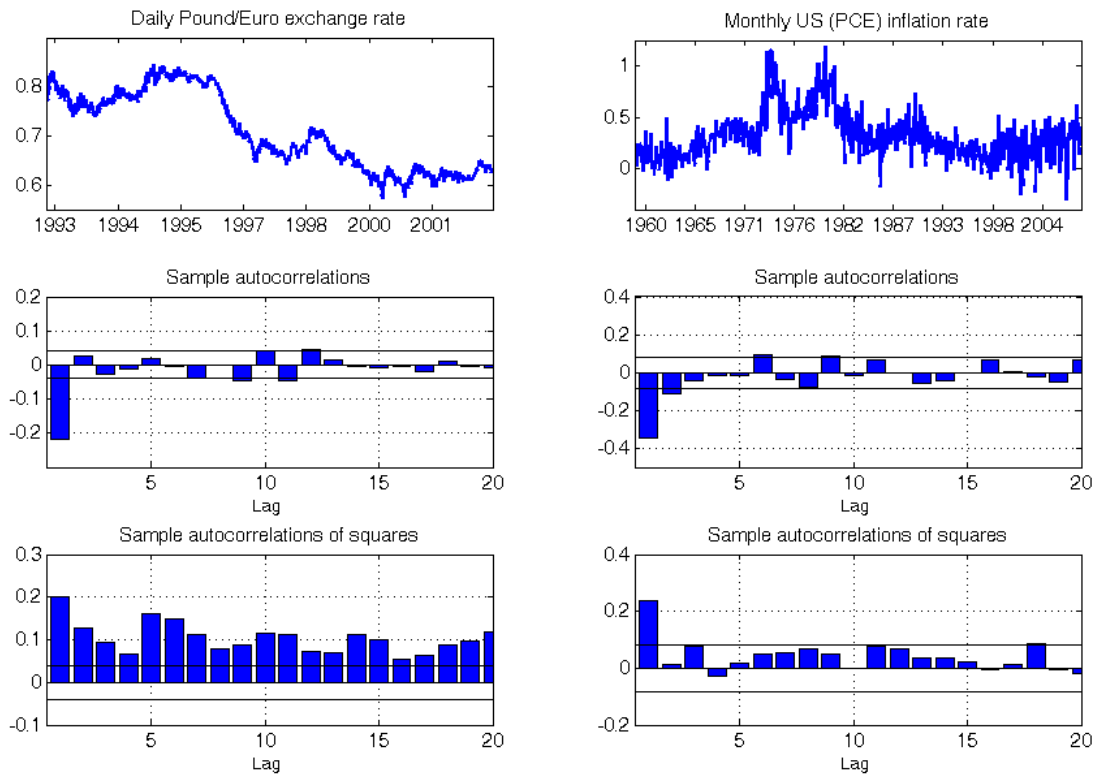 Daily Pound/Euro exchange rate
0.8
0.7
0.6
1993 1994 1995 1997 1998 2000 2001
Monthly US (PCE) inflation rate
1
0.5
0
1960 1965 1971 1976 1982 1987 1993 1998 2004
Sample autocorrelations
0.2
0.1
0
-0.1
-0.2
5 10 15 20
Lag
Sample autocorrelations
0.4
0.2
0
-0.2
-0.4
5 10 15 20
Lag
Sample autocorrelations of squares
0.3
0.2
0.1
0
-0.1
5 10 15 20
Lag
Sample autocorrelations of squares
0.4
0.2
0
-0.2
5 10 15 20
Lag